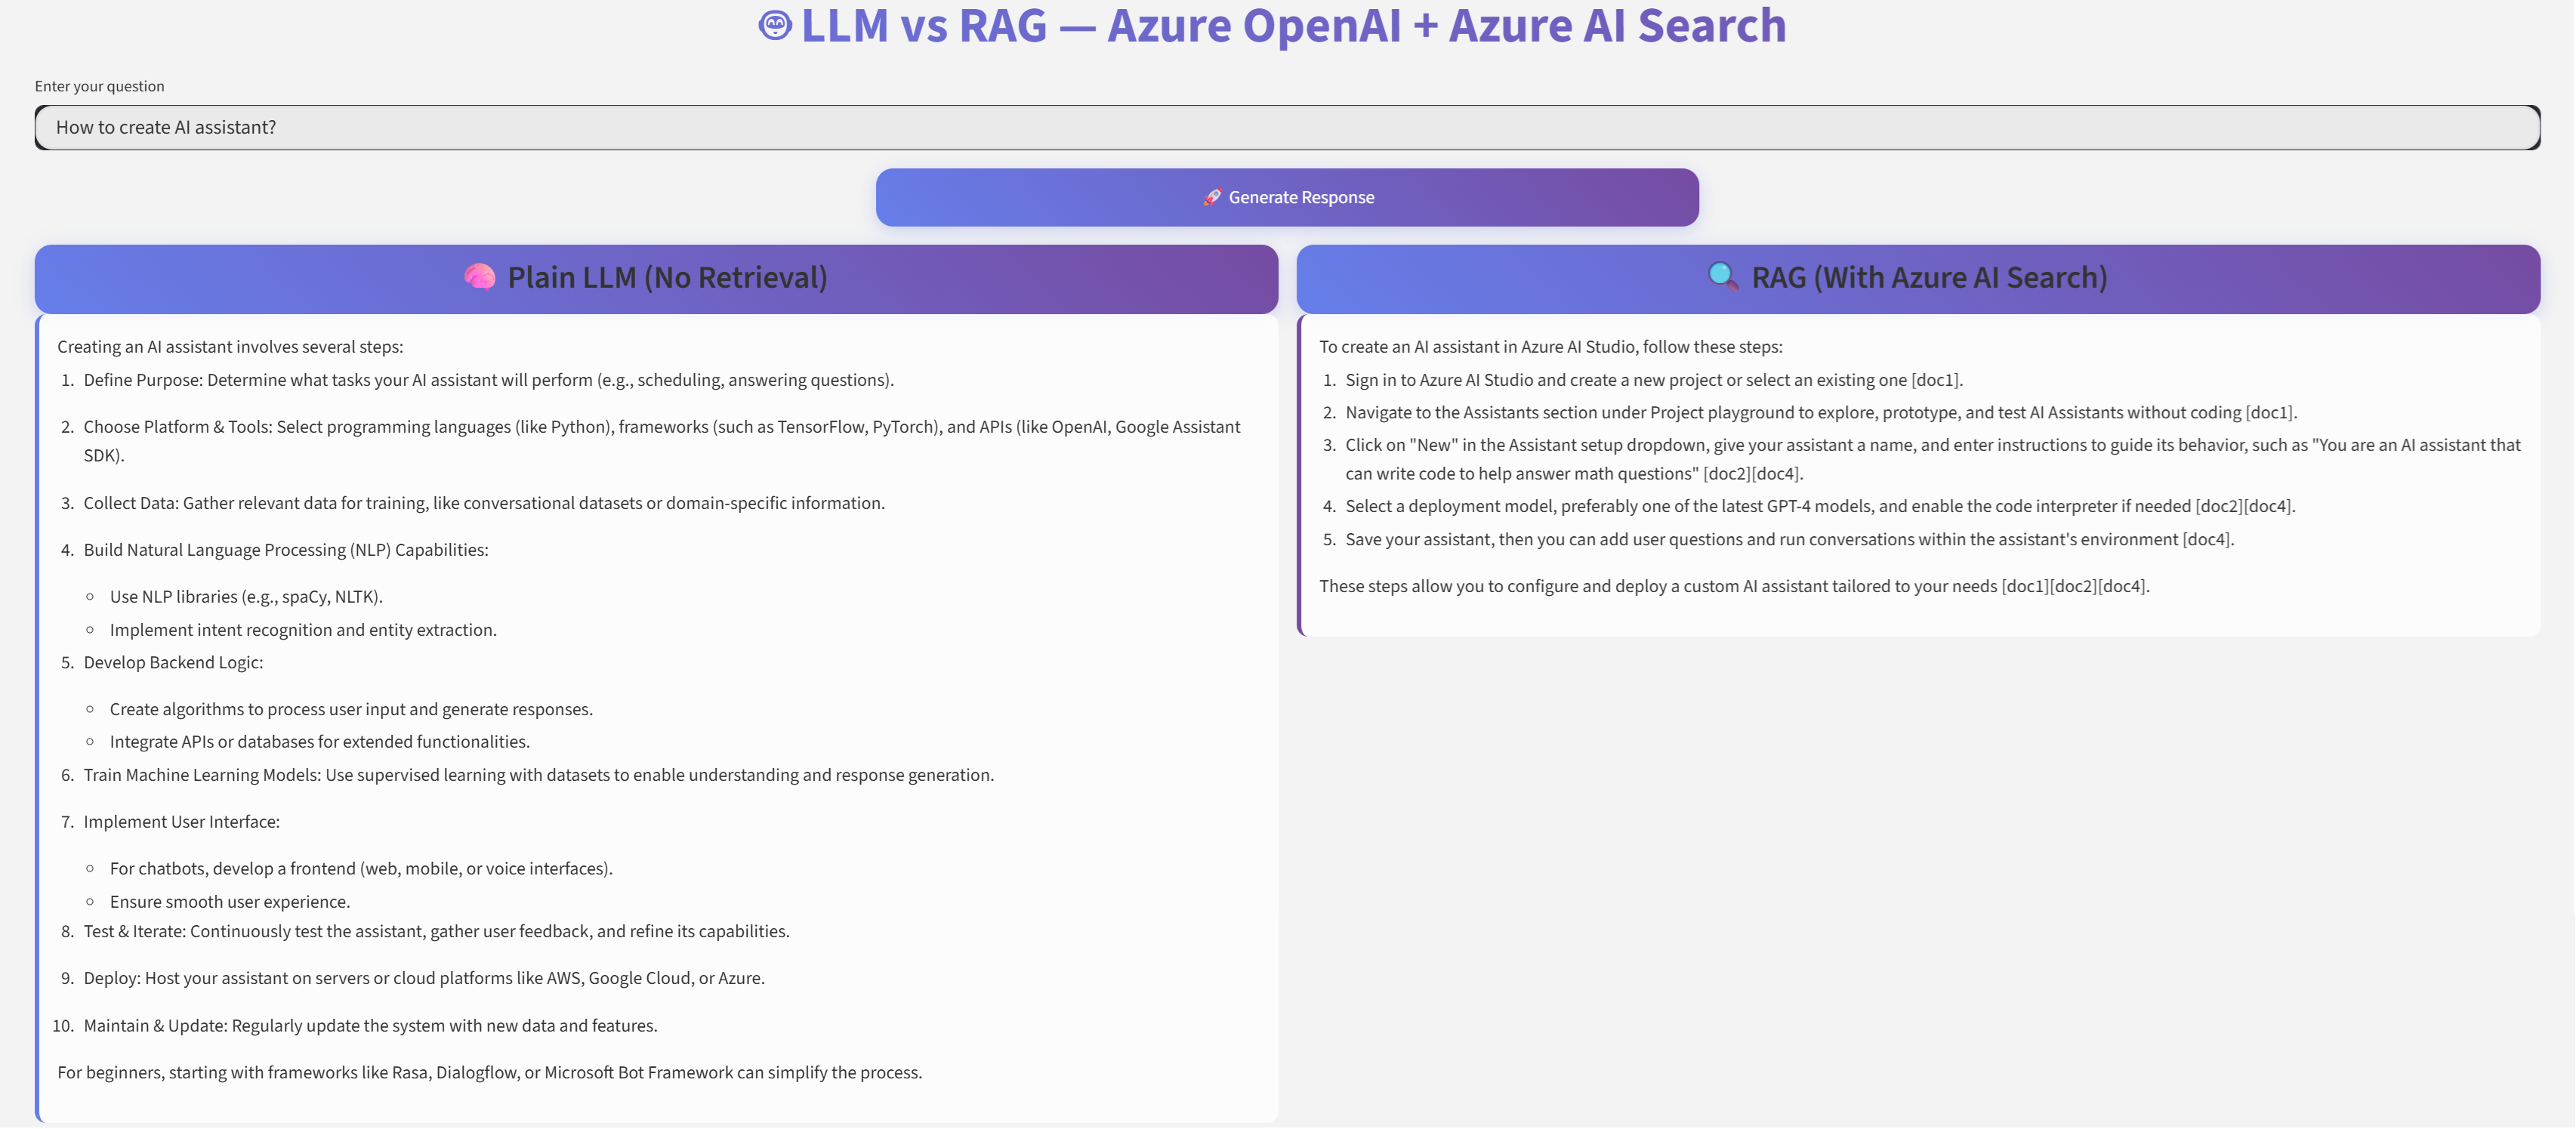 LLM vs RAG — Azure OpenAI + Azure AI Search
Enter your question
How to create AI assistant?
🚀 Generate Response
🧠 Plain LLM (No Retrieval)
Creating an AI assistant involves several steps:
1. Define Purpose: Determine what tasks your AI assistant will perform (e.g., scheduling, answering questions).
2. Choose Platform & Tools: Select programming languages (like Python), frameworks (such as TensorFlow, PyTorch), and APIs (like OpenAI, Google Assistant
SDK).
3. Collect Data: Gather relevant data for training, like conversational datasets or domain-specific information.
4. Build Natural Language Processing (NLP) Capabilities:
○ Use NLP libraries (e.g., spaCy, NLTK).
○ Implement intent recognition and entity extraction.
5. Develop Backend Logic:
○ Create algorithms to process user input and generate responses.
○ Integrate APIs or databases for extended functionalities.
6. Train Machine Learning Models: Use supervised learning with datasets to enable understanding and response generation.
7. Implement User Interface:
○ For chatbots, develop a frontend (web, mobile, or voice interfaces).
○ Ensure smooth user experience.
8. Test & Iterate: Continuously test the assistant, gather user feedback, and refine its capabilities.
9. Deploy: Host your assistant on servers or cloud platforms like AWS, Google Cloud, or Azure.
10. Maintain & Update: Regularly update the system with new data and features.
For beginners, starting with frameworks like Rasa, Dialogflow, or Microsoft Bot Framework can simplify the process.
🔍 RAG (With Azure AI Search)
To create an AI assistant in Azure AI Studio, follow these steps:
1. Sign in to Azure AI Studio and create a new project or select an existing one [doc1].
2. Navigate to the Assistants section under Project playground to explore, prototype, and test AI Assistants without coding [doc1].
3. Click on "New" in the Assistant setup dropdown, give your assistant a name, and enter instructions to guide its behavior, such as "You are an AI assistant that
can write code to help answer math questions" [doc2][doc4].
4. Select a deployment model, preferably one of the latest GPT-4 models, and enable the code interpreter if needed [doc2][doc4].
5. Save your assistant, then you can add user questions and run conversations within the assistant's environment [doc4].
These steps allow you to configure and deploy a custom AI assistant tailored to your needs [doc1][doc2][doc4].